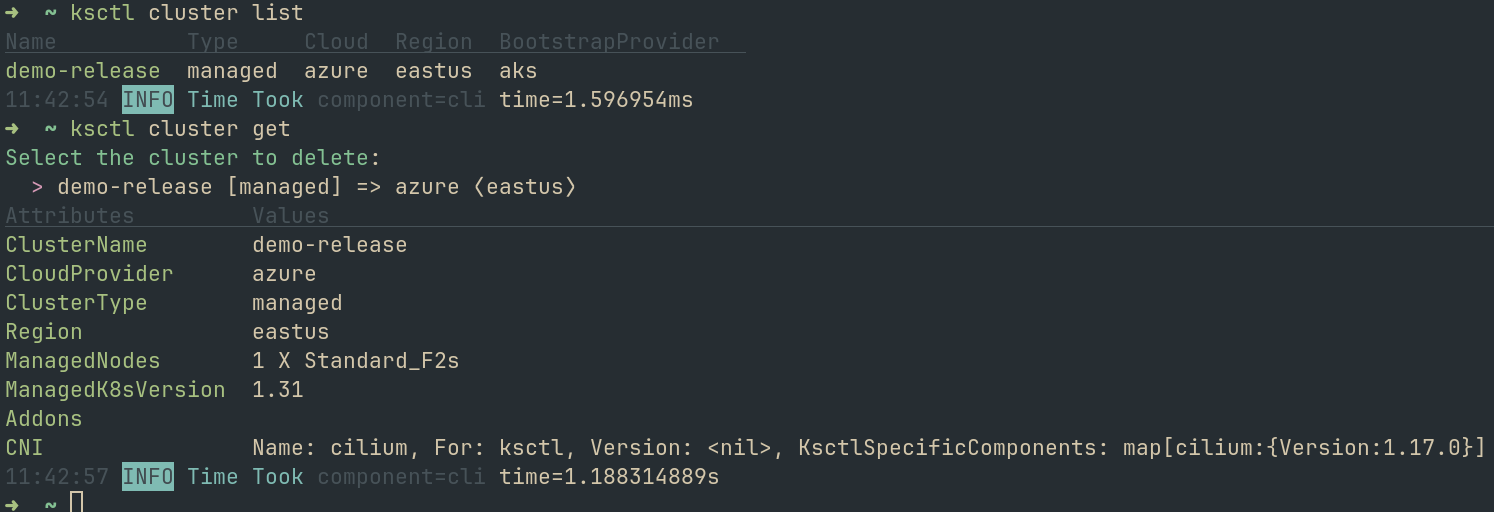 ➜  ~ ksctl cluster list
Name          Type     Cloud  Region  BootstrapProvider
demo-release  managed  azure  eastus  aks
11:42:54 INFO Time Took component=cli time=1.596954ms
➜  ~ ksctl cluster get
Select the cluster to delete:
  > demo-release [managed] => azure ⟨eastus⟩
Attributes         Values
ClusterName        demo-release
CloudProvider      azure
ClusterType        managed
Region             eastus
ManagedNodes       1 X Standard_F2s
ManagedK8sVersion  1.31
Addons
CNI                Name: cilium, For: ksctl, Version: <nil>, KsctlSpecificComponents: map[cilium:{Version:1.17.0}]
11:42:57 INFO Time Took component=cli time=1.188314889s
➜  ~